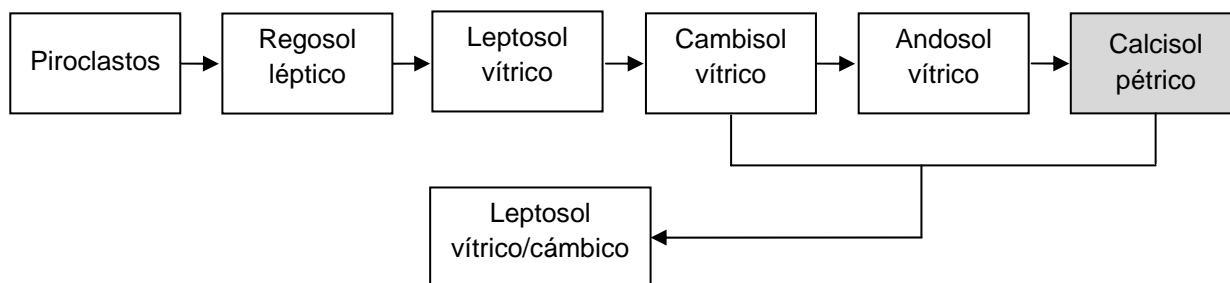 Piroclastos
Regosol
léptico
Leptosol
vítrico
Cambisol
vítrico
Andosol
vítrico
Calcisol
pétrico
Leptosol
vítrico/cámbico